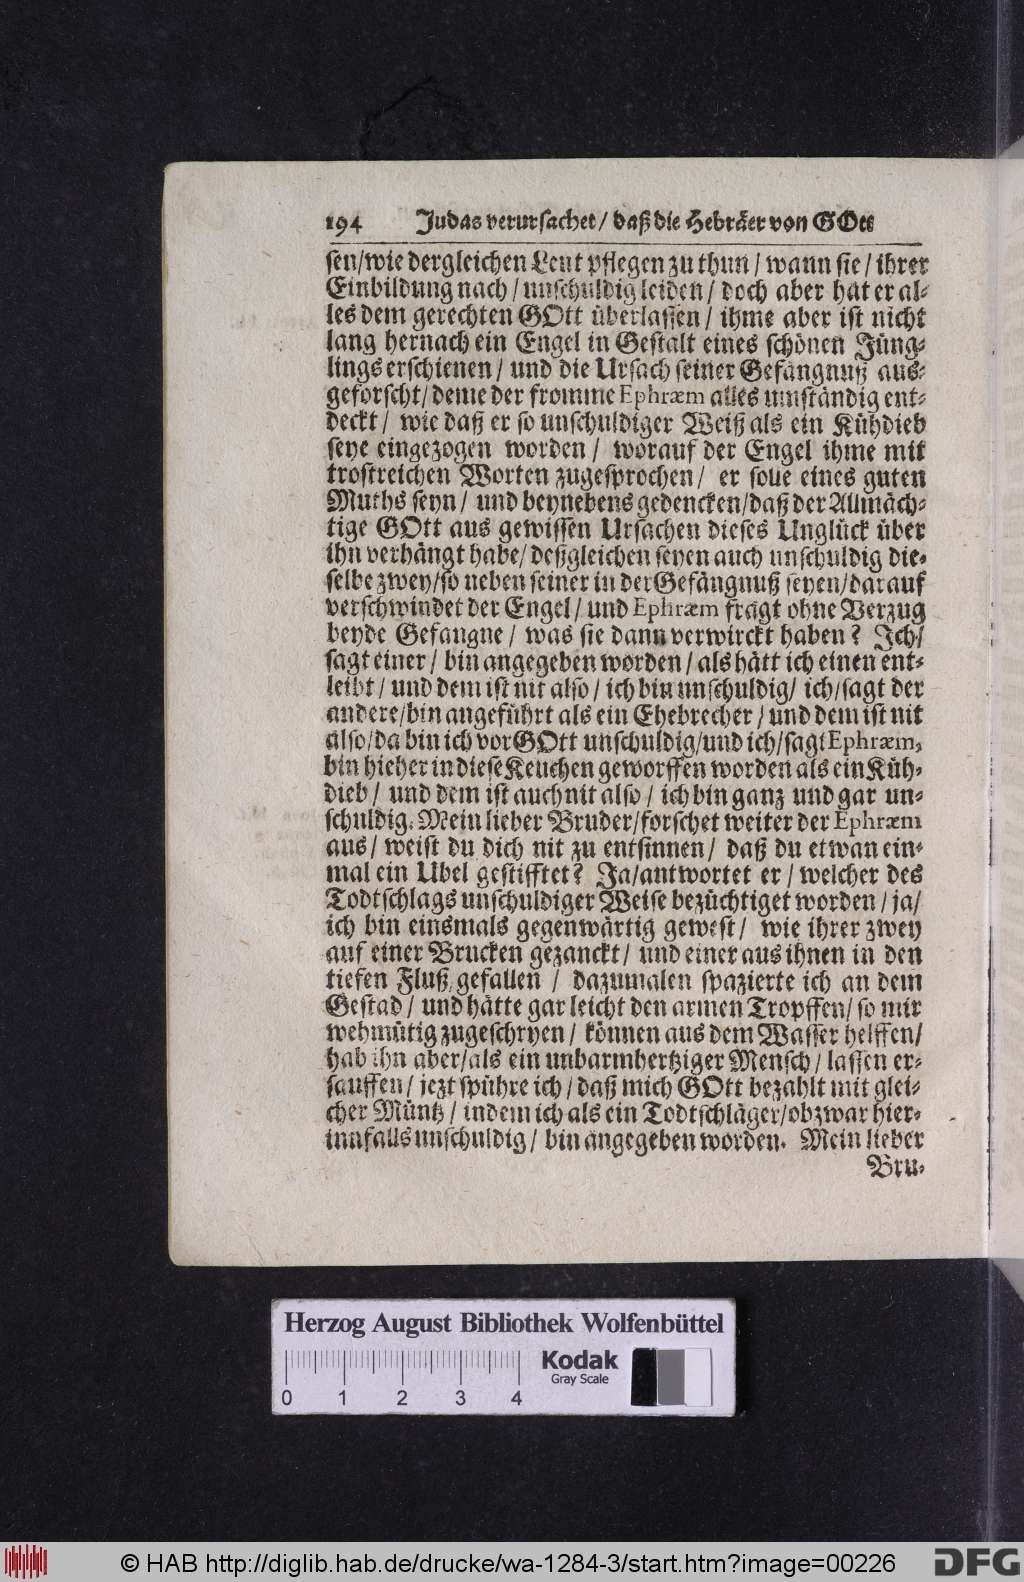 194 Judas verursachet / daß die Hebräer von GOtt
sen / wie dergleichen Leut pflegen zu thun / wann sie / ihrer
Einbildung nach / unschuldig leiden / doch aber hat er al-
les dem gerechten GOtt überlassen / ihme aber ist nicht
lang hernach ein Engel in Gestalt eines schönen Jüng-
lings erschienen / und die Ursach seiner Gefängnuß aus-
geforscht / deme der fromme Ephræm alles umständig ent-
deckt / wie daß er so unschuldiger Weiß als ein Kühdieb
seye eingezogen worden / worauf der Engel ihme mit
trostreichen Worten zugesprochen / er solle eines guten
Muths seyn / und beynebens gedencken / daß der Allmäch-
tige GOtt aus gewissen Ursachen dieses Unglück über
ihn verhängt habe / deßgleichen seyen auch unschuldig die-
selbe zwey / so neben seiner in der Gefängnuß seyen / darauf
verschwindet der Engel / und Ephræm fragt ohne Verzug
beyde Gefangne / was sie dann verwirckt haben? Ich /
sagt einer / bin angegeben worden / als hätt ich einen ent-
leibt / und dem ist nit also / ich bin unschuldig / ich / sagt der
andere / bin angeführt als ein Ehebrecher / und dem ist nit
also / da bin ich vor GOtt unschuldig / und ich / sagt Ephræm,
bin hieher in diese Keuchen geworffen worden als ein Küh-
dieb / und dem ist auch nit also / ich bin ganz und gar un-
schuldig. Mein lieber Bruder / forschet weiter der Ephræm
aus / weist du dich nit zu entsinnen / daß du etwan ein-
mal ein Ubel gestifftet? Ja / antwortet er / welcher des
Todtschlags unschuldiger Weise bezüchtiget worden / ja /
ich bin einsmals gegenwärtig gewest / wie ihrer zwey
auf einer Brucken gezanckt / und einer aus ihnen in den
tiefen Fluß gefallen / dazumalen spazierte ich an dem
Gestad / und hätte gar leicht den armen Tropffen / so mir
wehmütig zugeschryen / können aus dem Wasser helffen /
hab ihn aber / als ein unbarmhertziger Mensch / lassen er-
sauffen / jezt spühre ich / daß mich GOtt bezahlt mit glei-
cher Müntz / indem ich als ein Todtschläger / obzwar hier-
innfalls unschuldig / bin angegeben worden. Mein lieber
Bru-
Herzog August Bibliothek Wolfenbüttel
Kodak
Gray Scale
0 1 2 3 4
© HAB http://diglib.hab.de/drucke/wa-1284-3/start.htm?image=00226
DFG